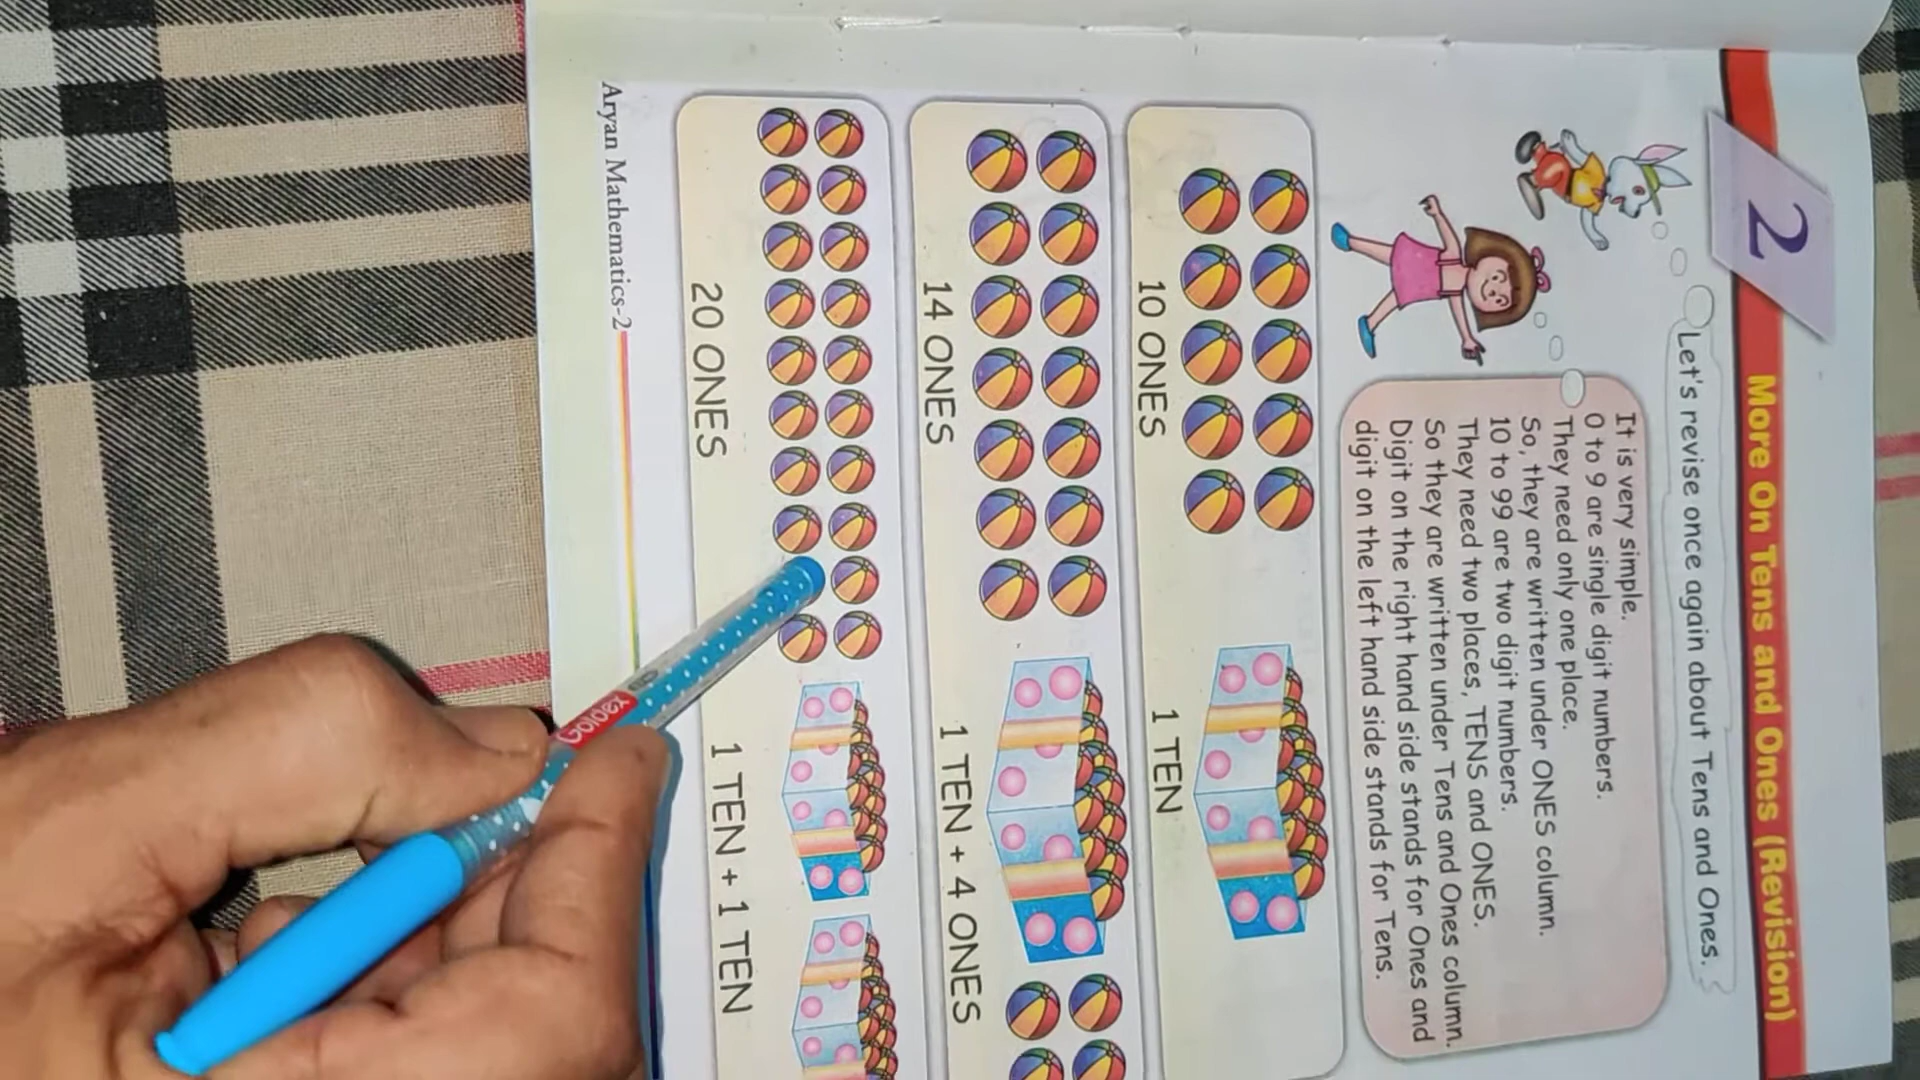 2
More On Tens and Ones (Revision)
Let's revise once again about Tens and Ones.
It is very simple.
0 to 9 are single digit numbers.
They need only one place.
So, they are written under ONES column.
10 to 99 are two digit numbers.
They need two places, TENS and ONES.
So they are written under Tens and Ones column.
Digit on the right hand side stands for Ones and
digit on the left hand side stands for Tens.
10 ONES
1 TEN
14 ONES
1 TEN + 4 ONES
20 ONES
1 TEN + 1 TEN
Aryan Mathematics-2
Goldex